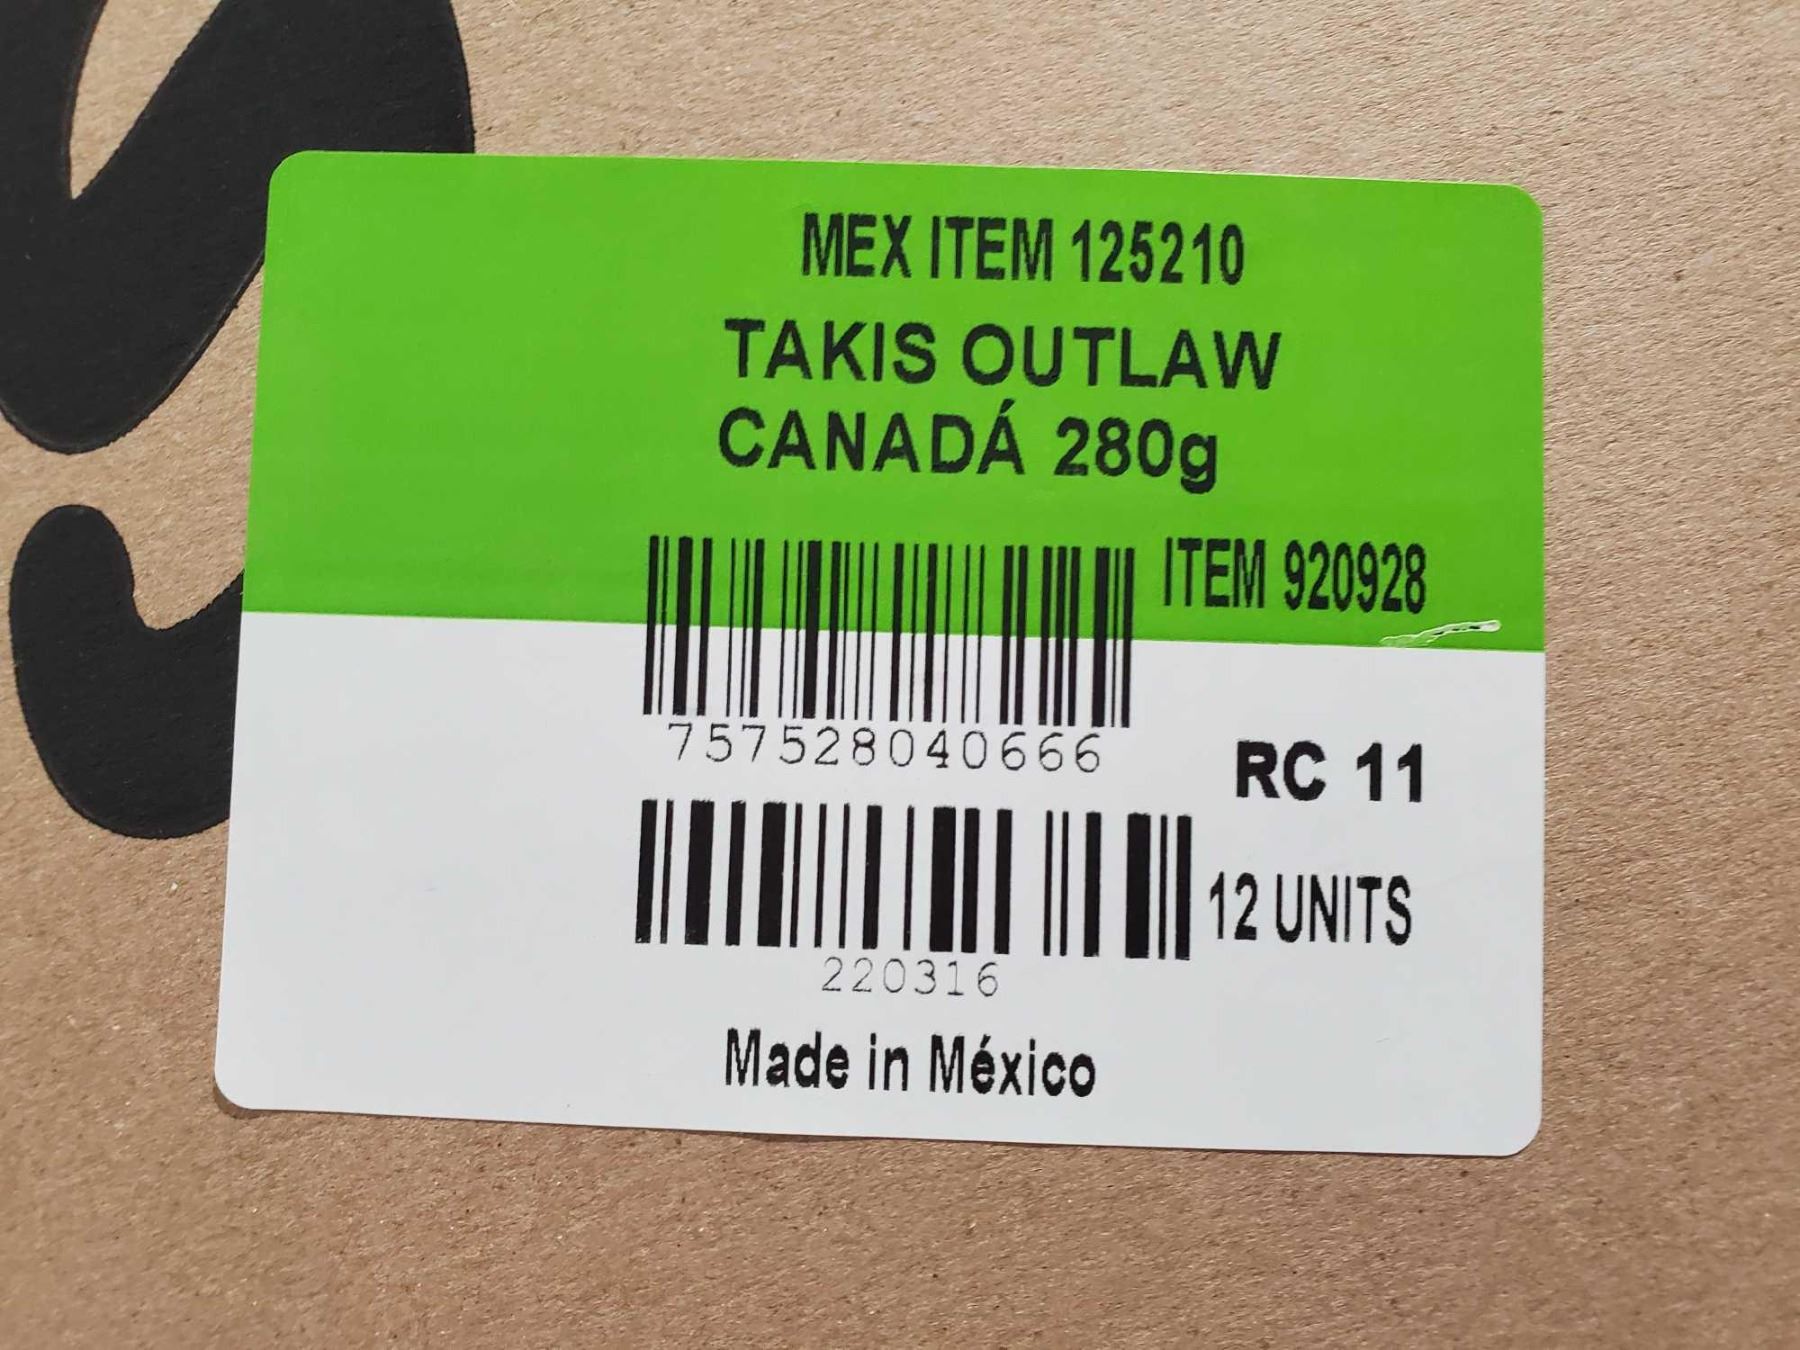 MEX ITEM 125210
TAKIS OUTLAW
CANADÁ 280g
ITEM 920928
757528040666
RC 11
12 UNITS
220316
Made in México